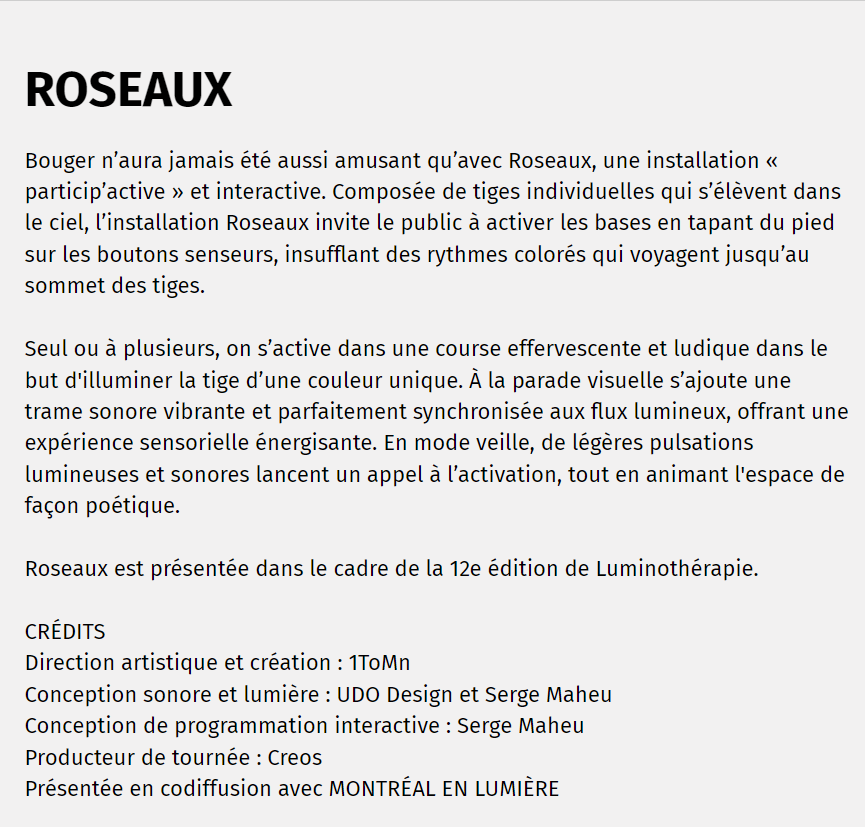 ROSEAUX
Bouger n’aura jamais été aussi amusant qu’avec Roseaux, une installation «
particip’active » et interactive. Composée de tiges individuelles qui s’élèvent dans
le ciel, l’installation Roseaux invite le public à activer les bases en tapant du pied
sur les boutons senseurs, insufflant des rythmes colorés qui voyagent jusqu’au
sommet des tiges.
Seul ou à plusieurs, on s’active dans une course effervescente et ludique dans le
but d'illuminer la tige d’une couleur unique. À la parade visuelle s’ajoute une
trame sonore vibrante et parfaitement synchronisée aux flux lumineux, offrant une
expérience sensorielle énergisante. En mode veille, de légères pulsations
lumineuses et sonores lancent un appel à l’activation, tout en animant l'espace de
façon poétique.
Roseaux est présentée dans le cadre de la 12e édition de Luminothérapie.
CRÉDITS
Direction artistique et création : 1ToMn
Conception sonore et lumière : UDO Design et Serge Maheu
Conception de programmation interactive : Serge Maheu
Producteur de tournée : Creos
Présentée en codiffusion avec MONTRÉAL EN LUMIÈRE